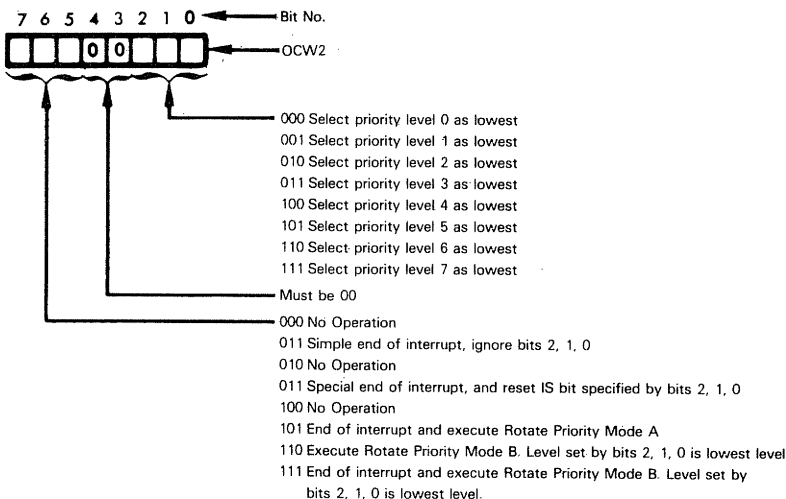 7 6 5 4 3 2 1 0 Bit No.
0 0 OCW2
000 Select priority level 0 as lowest
001 Select priority level 1 as lowest
010 Select priority level 2 as lowest
011 Select priority level 3 as lowest
100 Select priority level 4 as lowest
101 Select priority level 5 as lowest
110 Select priority level 6 as lowest
111 Select priority level 7 as lowest
Must be 00
000 No Operation
011 Simple end of interrupt, ignore bits 2, 1, 0
010 No Operation
011 Special end of interrupt, and reset IS bit specified by bits 2, 1, 0
100 No Operation
101 End of interrupt and execute Rotate Priority Mode A
110 Execute Rotate Priority Mode B. Level set by bits 2, 1, 0 is lowest level
111 End of interrupt and execute Rotate Priority Mode B. Level set by
bits 2, 1, 0 is lowest level.